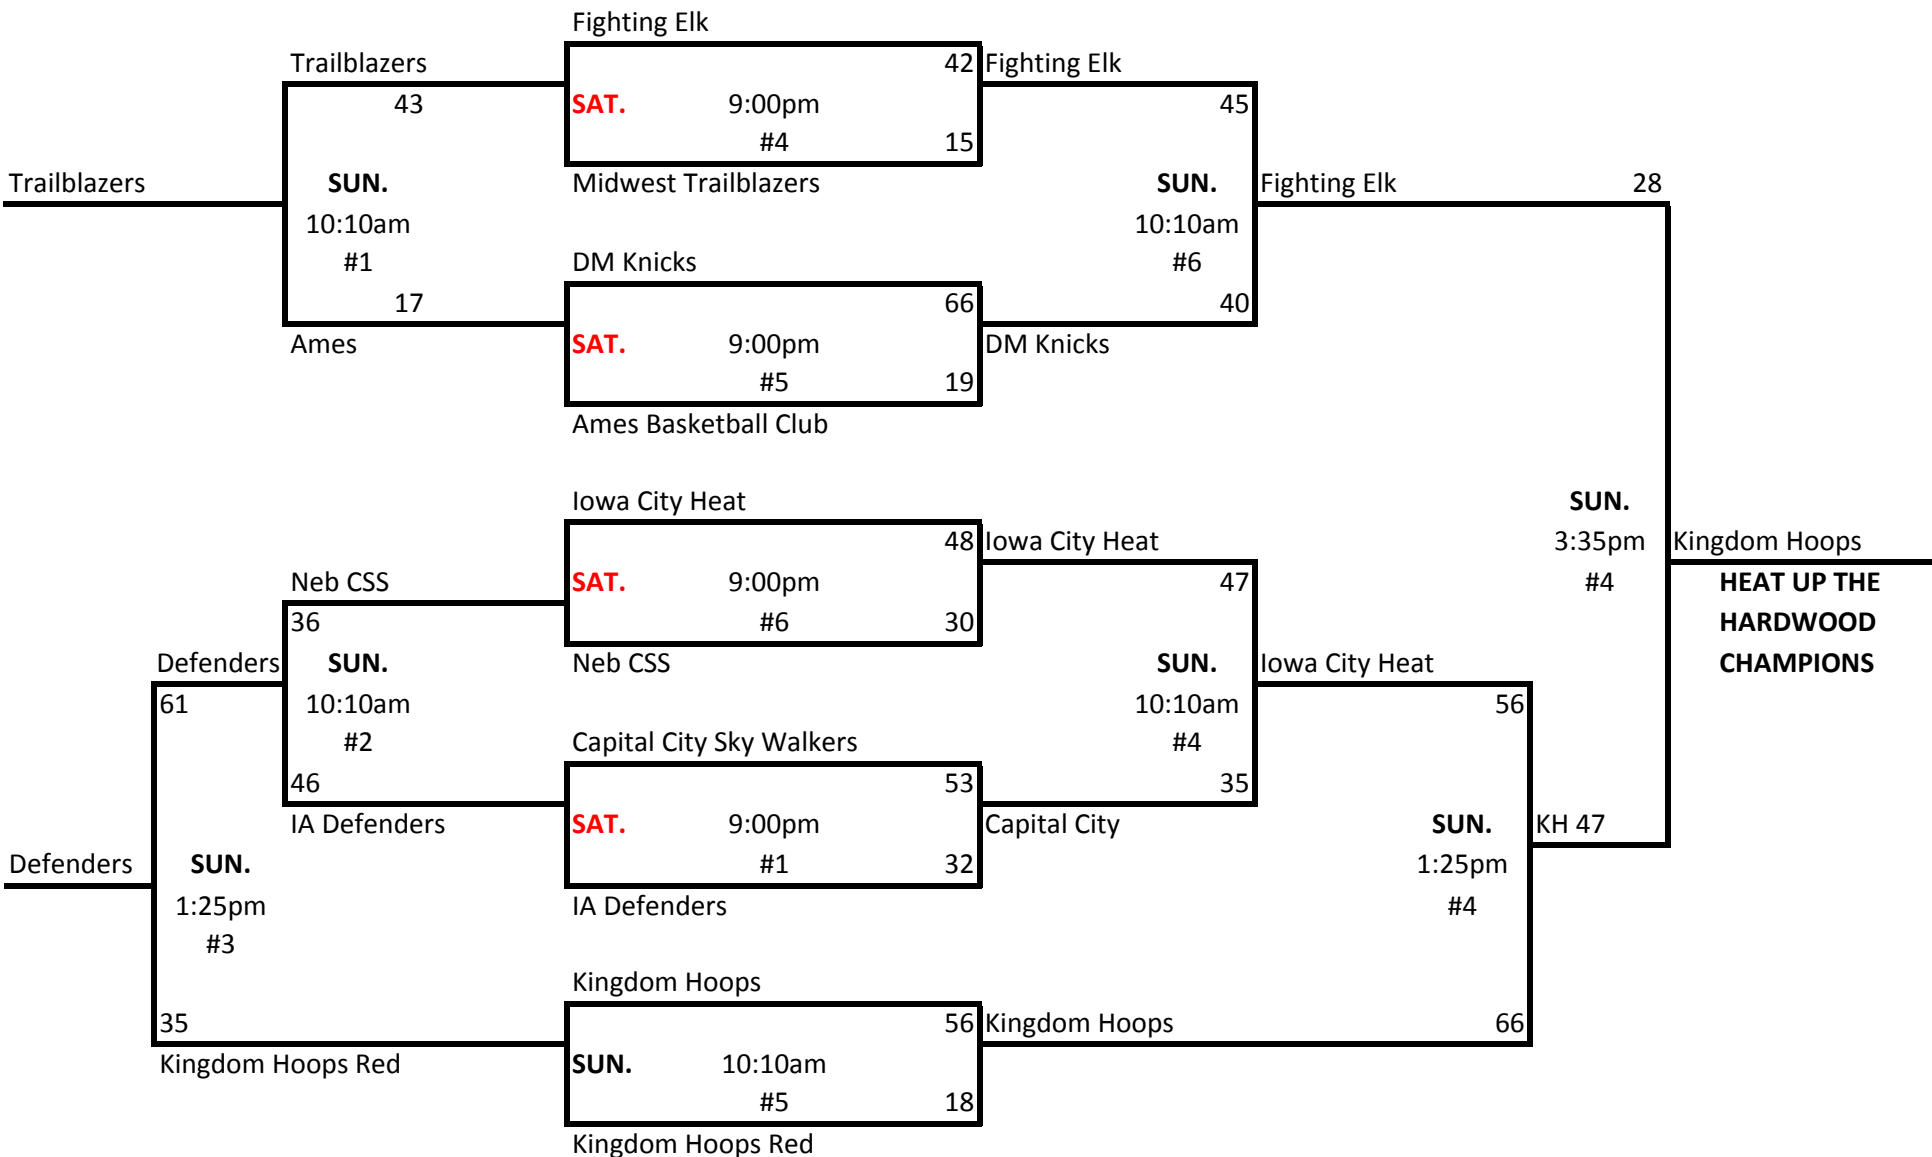 Fighting Elk
Trailblazers
42 Fighting Elk
43
SAT. 9:00pm
45
#4 15
Trailblazers
SUN.
Midwest Trailblazers
SUN.
Fighting Elk 28
10:10am
10:10am
#1
DM Knicks
#6
17
66
40
Ames
SAT. 9:00pm
DM Knicks
#5 19
Ames Basketball Club
Iowa City Heat
SUN.
48 Iowa City Heat
3:35pm
Kingdom Hoops
Neb CSS
SAT. 9:00pm
47
#4
HEAT UP THE
36
#6 30
HARDWOOD
Defenders
SUN.
Neb CSS
SUN.
Iowa City Heat
CHAMPIONS
61
10:10am
10:10am
56
#2
Capital City Sky Walkers
#4
46
53
35
IA Defenders
SAT. 9:00pm
Capital City
SUN.
KH 47
Defenders
SUN.
#1 32
1:25pm
1:25pm
IA Defenders
#4
#3
Kingdom Hoops
35
56 Kingdom Hoops
66
Kingdom Hoops Red
SUN. 10:10am
#5 18
Kingdom Hoops Red